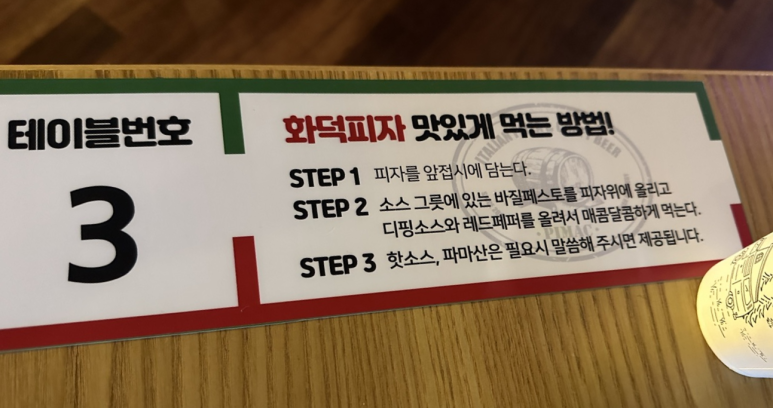 테이블번호
3
화덕피자 맛있게 먹는 방법!
STEP 1 피자를 앞접시에 담는다.
STEP 2 소스 그릇에 있는 바질페스토를 피자위에 올리고
디핑소스와 레드페퍼를 올려서 매콤달콤하게 먹는다.
STEP 3 핫소스, 파마산은 필요시 말씀해 주시면 제공됩니다.
PIMAC